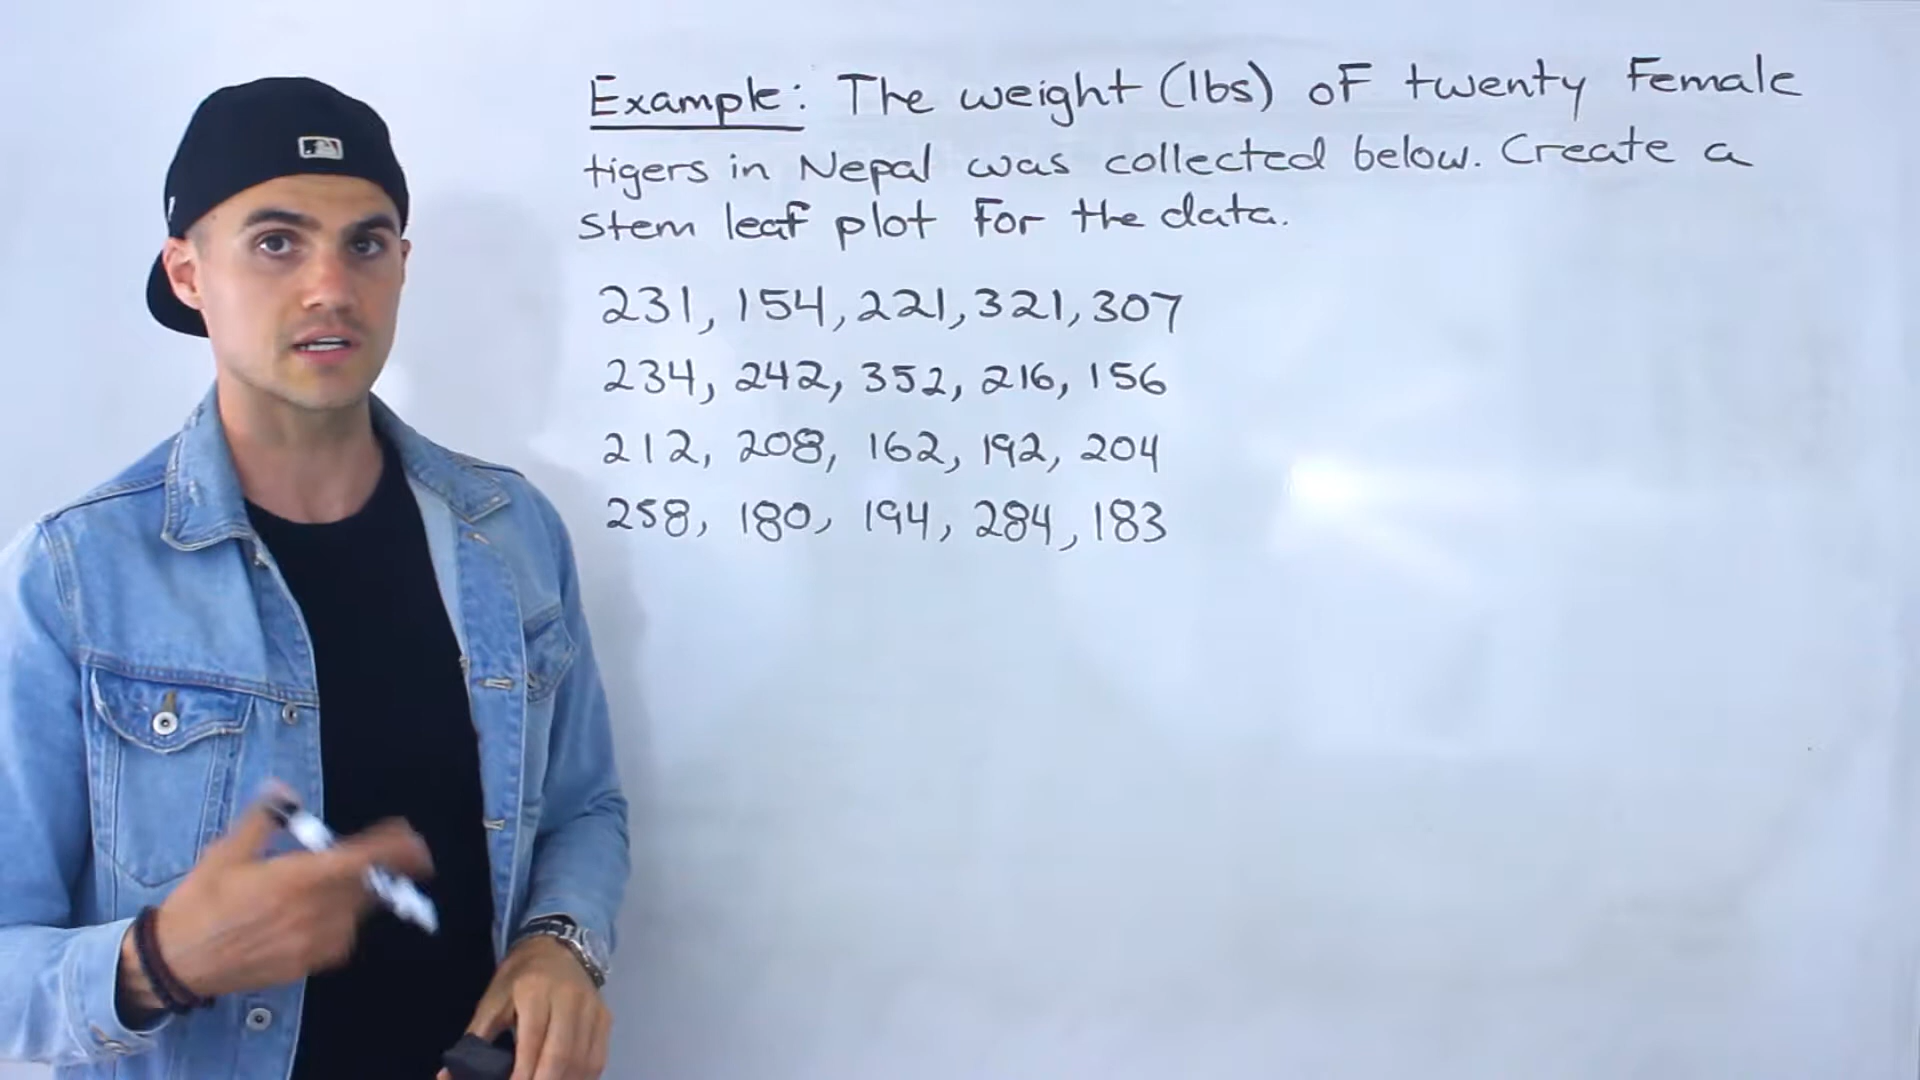 Example: The weight (lbs) of twenty Female
tigers in Nepal was collected below. Create a
stem leaf plot for the data.
231, 154, 221, 321, 307
234, 242, 352, 216, 156
212, 208, 162, 192, 204
258, 180, 194, 284, 183